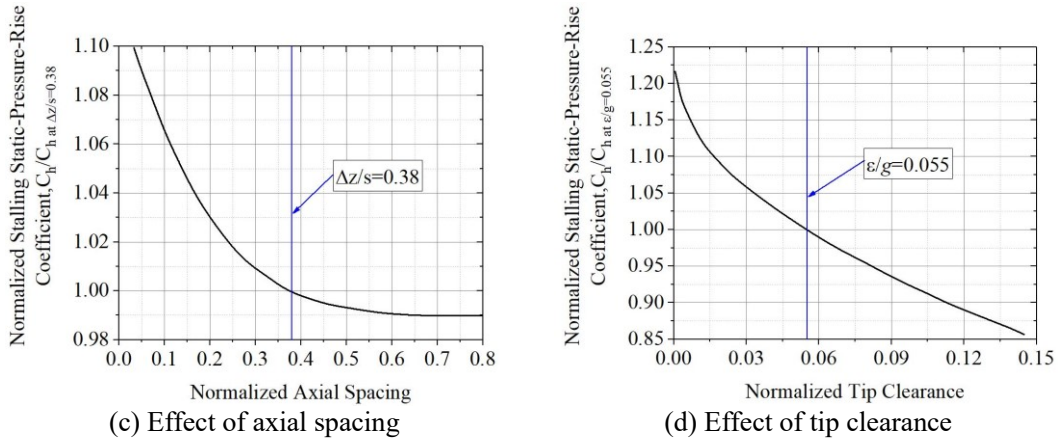 Normalized Stalling Static-Pressure-Rise
Coefficient,Cₕ/Cₕ ₐₜ Δz/s=0.38
1.10
1.08
1.06
1.04
1.02
1.00
0.98
Δz/s=0.38
0.0 0.1 0.2 0.3 0.4 0.5 0.6 0.7 0.8
Normalized Axial Spacing
(c) Effect of axial spacing
Normalized Stalling Static-Pressure-Rise
Coefficient,Cₕ/Cₕ ₐₜ ε/g=0.055
1.25
1.20
1.15
1.10
1.05
1.00
0.95
0.90
0.85
ε/g=0.055
0.00 0.03 0.06 0.09 0.12 0.15
Normalized Tip Clearance
(d) Effect of tip clearance